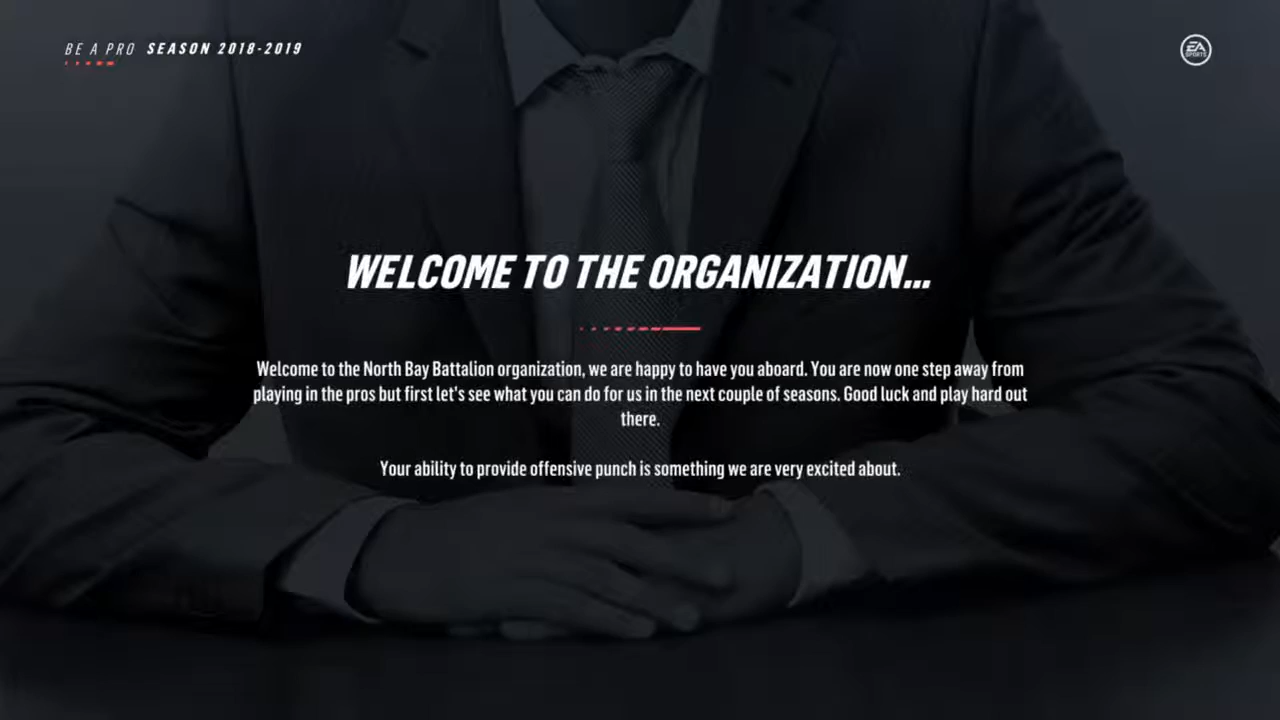 BE A PRO SEASON 2018-2019
EA
SPORTS
WELCOME TO THE ORGANIZATION...
Welcome to the North Bay Battalion organization, we are happy to have you aboard. You are now one step away from
playing in the pros but first let's see what you can do for us in the next couple of seasons. Good luck and play hard out
there.
Your ability to provide offensive punch is something we are very excited about.